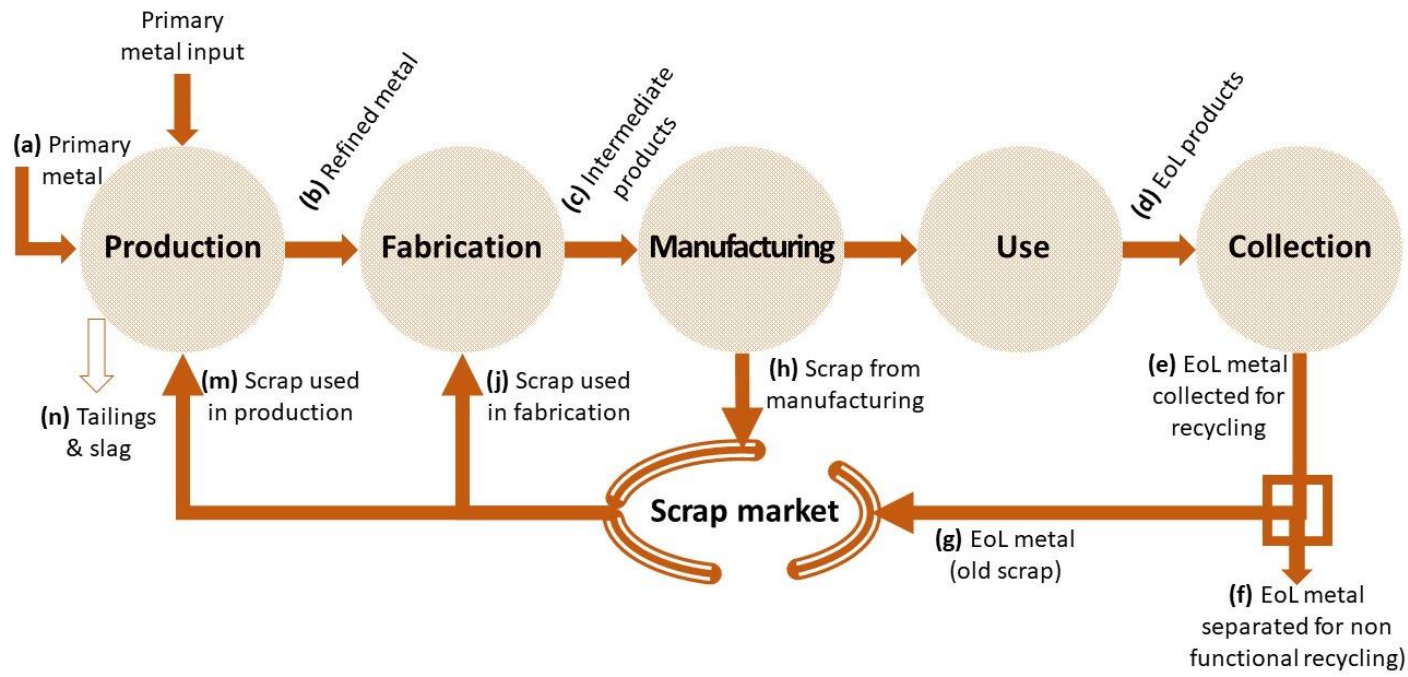 Primary
metal input
(a) Primary
metal
(b) Refined metal
(c) Intermediate
products
(d) EoL products
Production
Fabrication
Manufacturing
Use
Collection
(m) Scrap used
in production
(j) Scrap used
in fabrication
(h) Scrap from
manufacturing
(e) EoL metal
collected for
recycling
(n) Tailings
& slag
Scrap market
(g) EoL metal
(old scrap)
(f) EoL metal
separated for non
functional recycling)